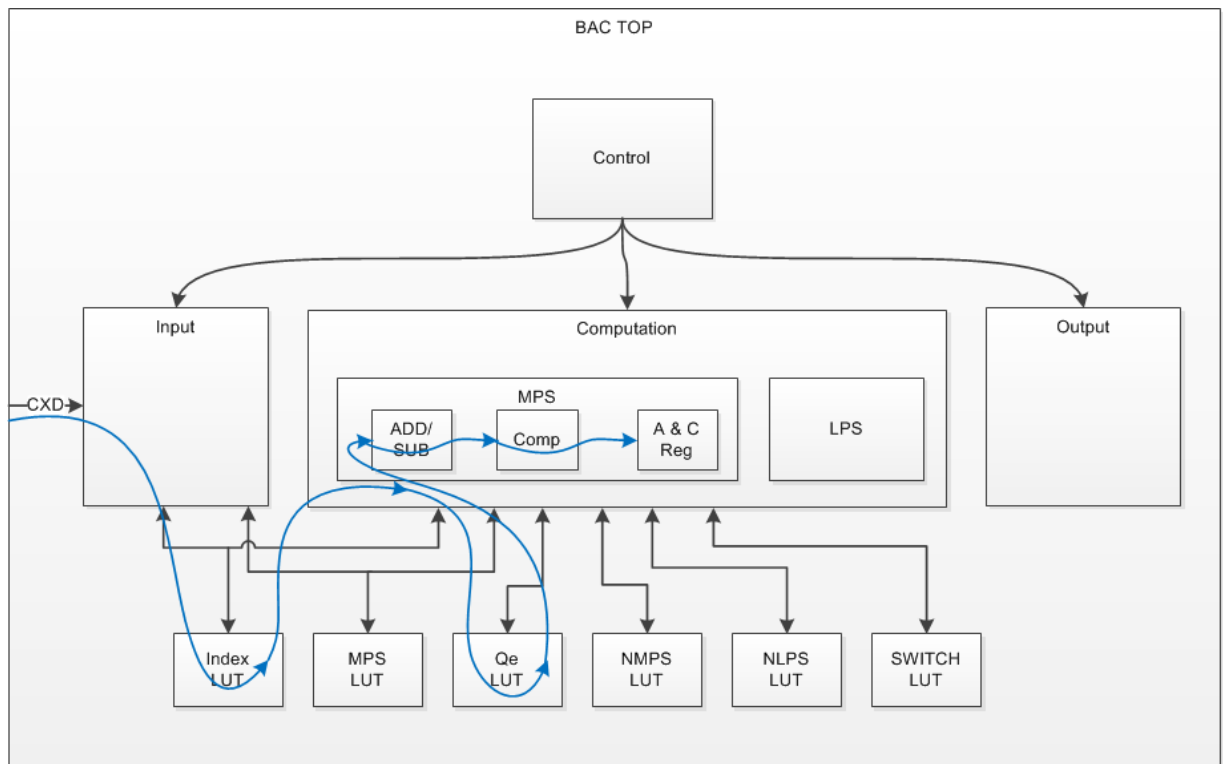 BAC TOP
Control
Input
Computation
Output
MPS
LPS
CXD
ADD/
SUB
Comp
A & C
Reg
Index
LUT
MPS
LUT
Qe
LUT
NMPS
LUT
NLPS
LUT
SWITCH
LUT